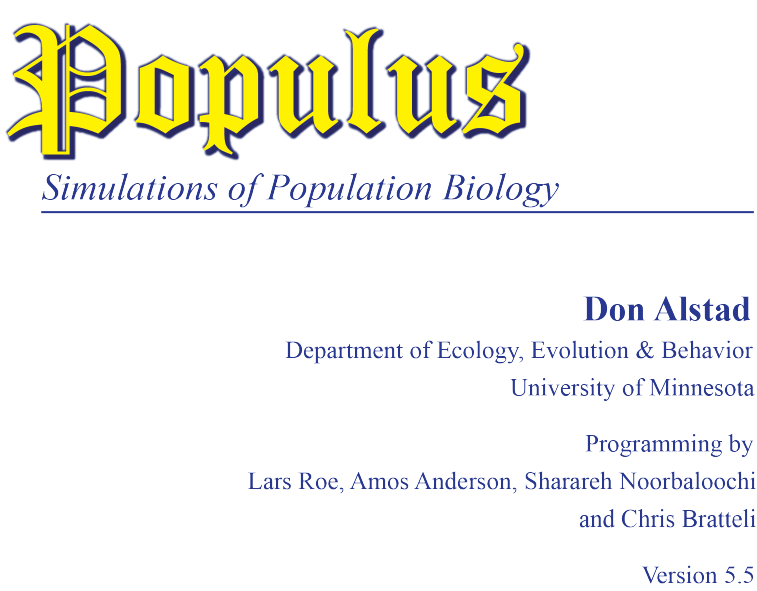 Populus
Simulations of Population Biology
Don Alstad
Department of Ecology, Evolution & Behavior
University of Minnesota
Programming by
Lars Roe, Amos Anderson, Sharareh Noorbaloochi
and Chris Bratteli
Version 5.5